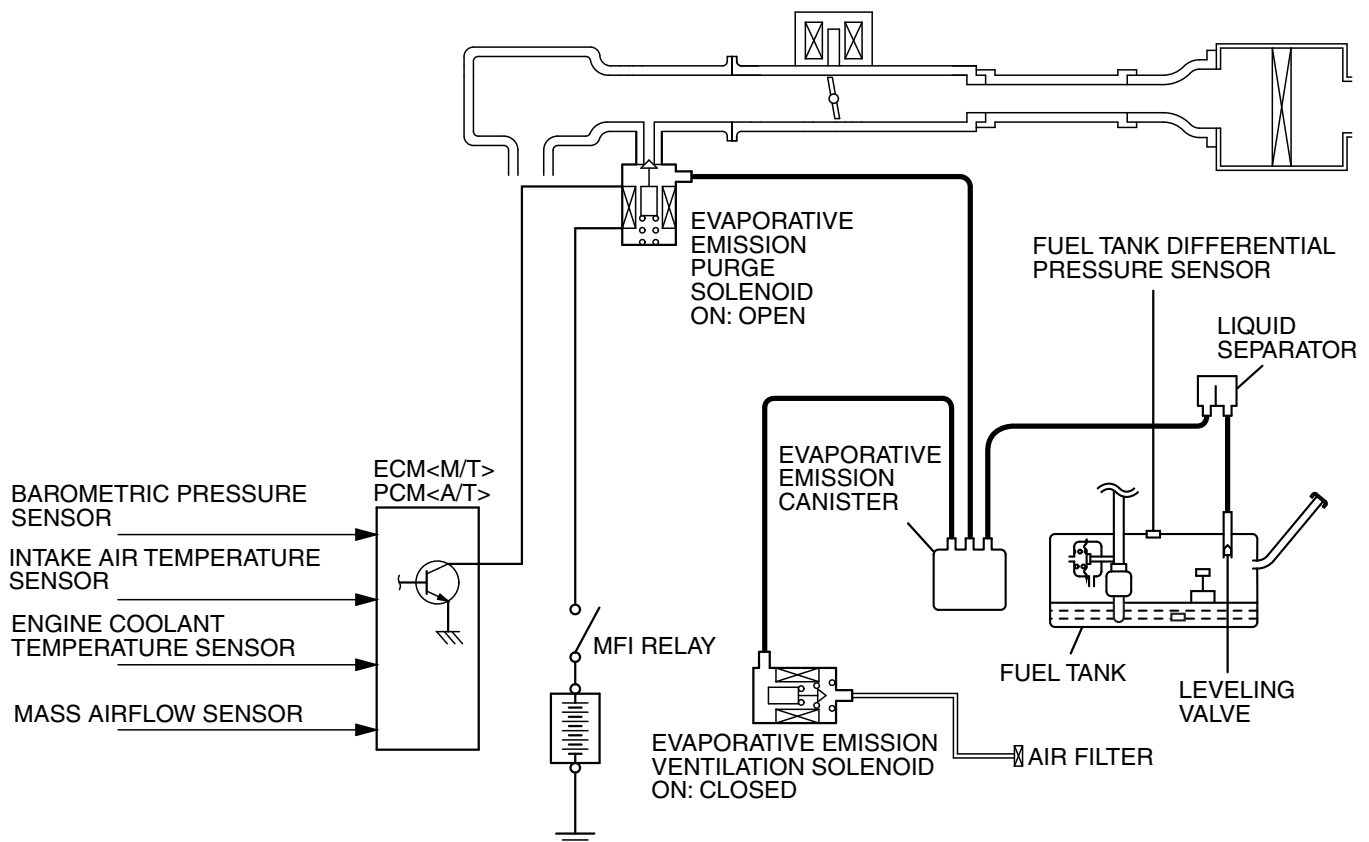 EVAPORATIVE
EMISSION
PURGE
SOLENOID
ON: OPEN
FUEL TANK DIFFERENTIAL
PRESSURE SENSOR
LIQUID
SEPARATOR
EVAPORATIVE
EMISSION
CANISTER
ECM<M/T>
PCM<A/T>
BAROMETRIC PRESSURE
SENSOR
INTAKE AIR TEMPERATURE
SENSOR
ENGINE COOLANT
TEMPERATURE SENSOR
MASS AIRFLOW SENSOR
MFI RELAY
FUEL TANK
LEVELING
VALVE
EVAPORATIVE EMISSION
VENTILATION SOLENOID
ON: CLOSED
AIR FILTER